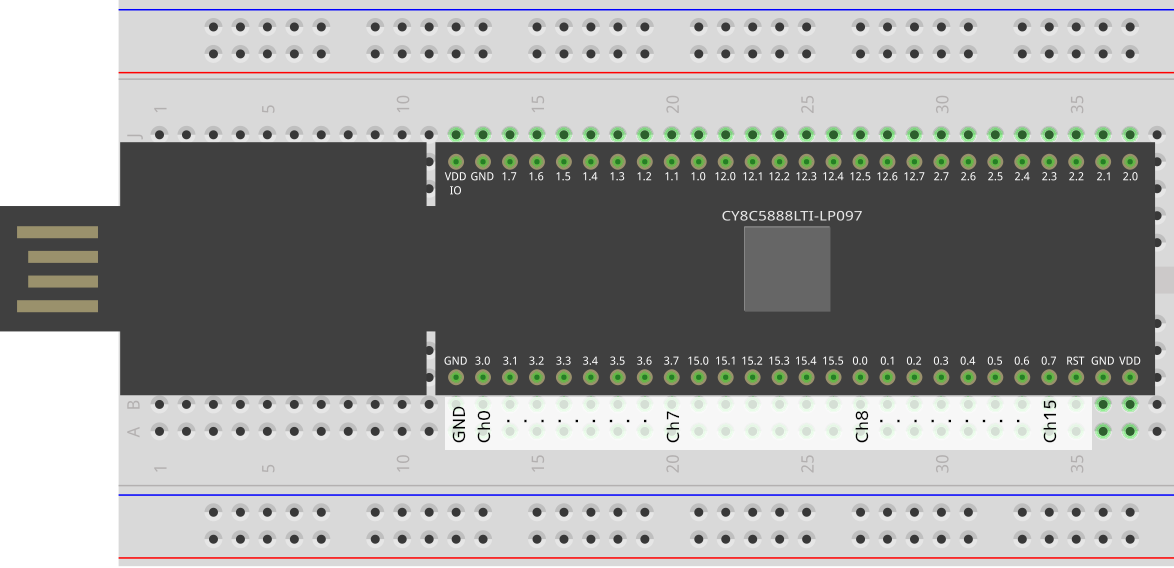 1 5 10 15 20 25 30 35
J
VDD GND 1.7 1.6 1.5 1.4 1.3 1.2 1.1 1.0 12.0 12.1 12.2 12.3 12.4 12.5 12.6 12.7 2.7 2.6 2.5 2.4 2.3 2.2 2.1 2.0
IO
CY8C5888LTI-LP097
GND 3.0 3.1 3.2 3.3 3.4 3.5 3.6 3.7 15.0 15.1 15.2 15.3 15.4 15.5 0.0 0.1 0.2 0.3 0.4 0.5 0.6 0.7 RST GND VDD
B
A
GND Ch0 . . . . . . . . Ch7 Ch8 . . . . . . . . Ch15
1 5 10 15 20 25 30 35